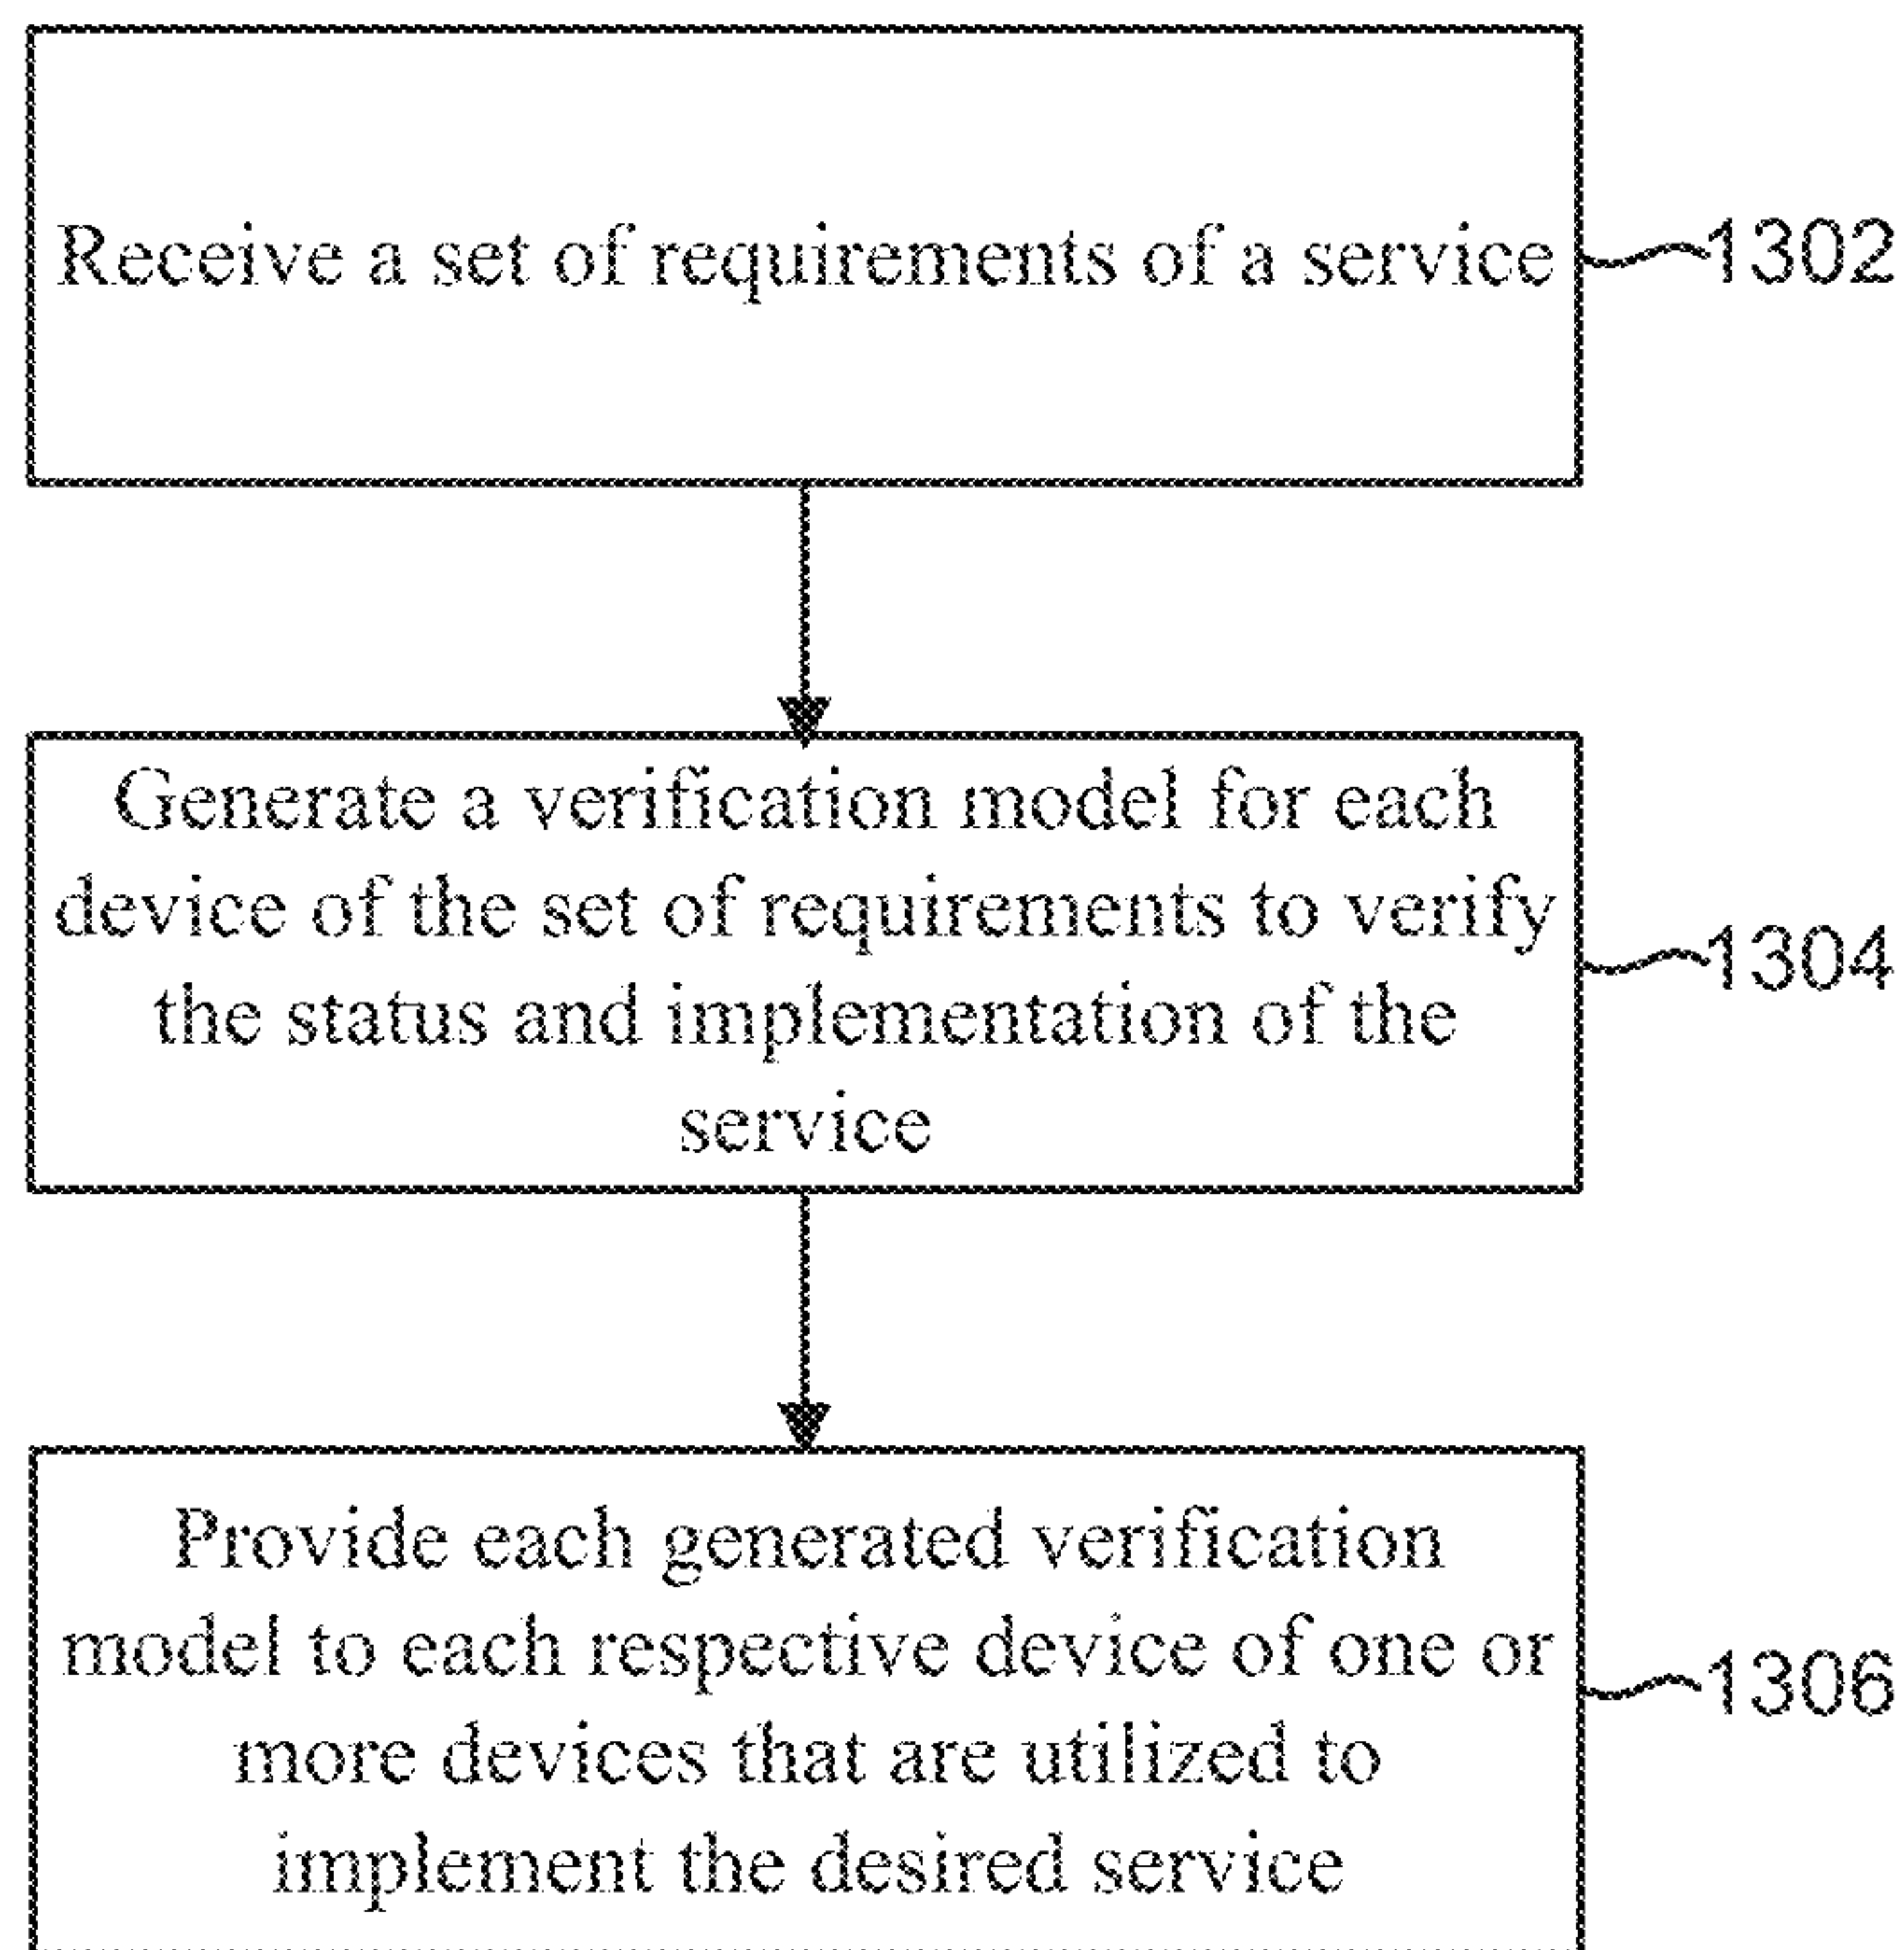 Receive a set of requirements of a service
1302
Generate a verification model for each
device of the set of requirements to verify
the status and implementation of the
service
1304
Provide each generated verification
model to each respective device of one or
more devices that are utilized to
implement the desired service
1306